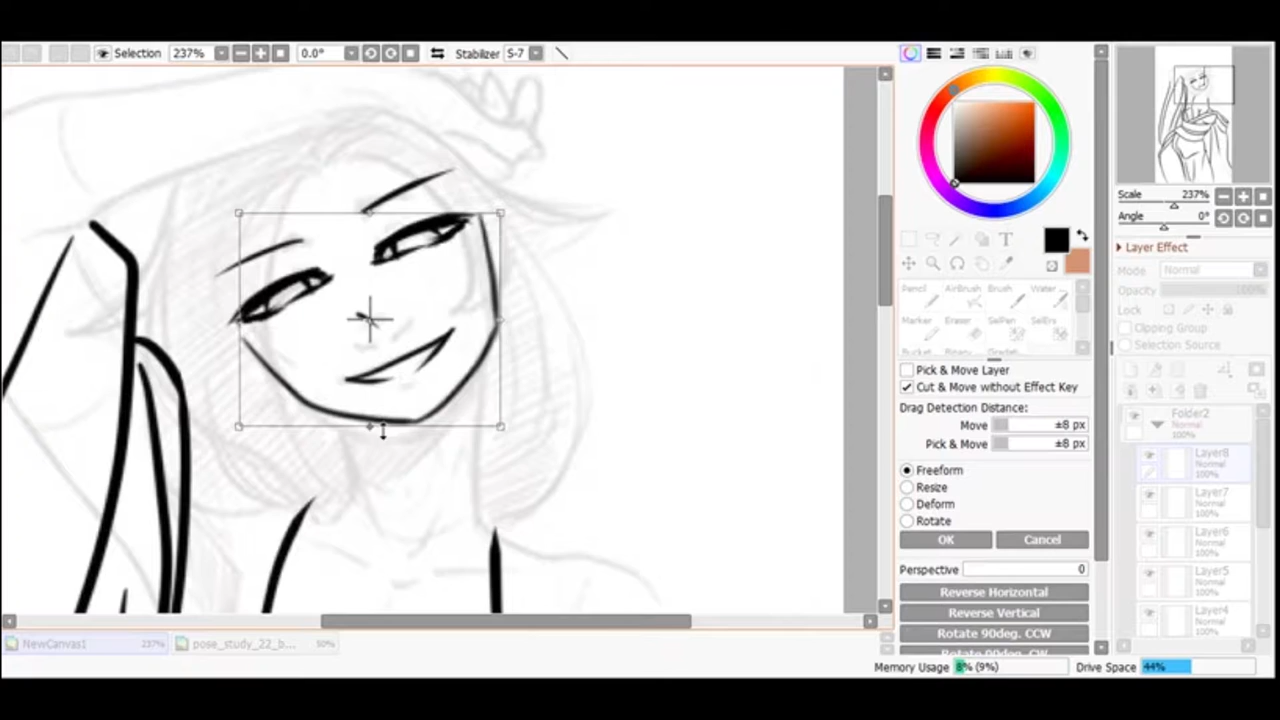 Selection 237% 0.0° Stabilizer S-7
Scale 237%
Angle 0°
Layer Effect
Mode Normal
Opacity 100%
Lock
Clipping Group
Selection Source
T
Pencil AirBrush Brush Water
Marker Eraser SelPen SelErs
Bucket Binary
Pick & Move Layer
Cut & Move without Effect Key
Drag Detection Distance:
Move ±8 px
Pick & Move ±8 px
Freeform
Resize
Deform
Rotate
OK Cancel
Perspective 0
Reverse Horizontal
Reverse Vertical
Rotate 90deg. CCW
Rotate 90deg. CW
Folder2
Normal
100%
Layer8
Normal
100%
Layer7
Normal
100%
Layer6
Normal
100%
Layer5
Normal
100%
Layer4
Normal
100%
NewCanvas1 237% pose_study_22_b... 50%
Memory Usage 8% (9%) Drive Space 44%